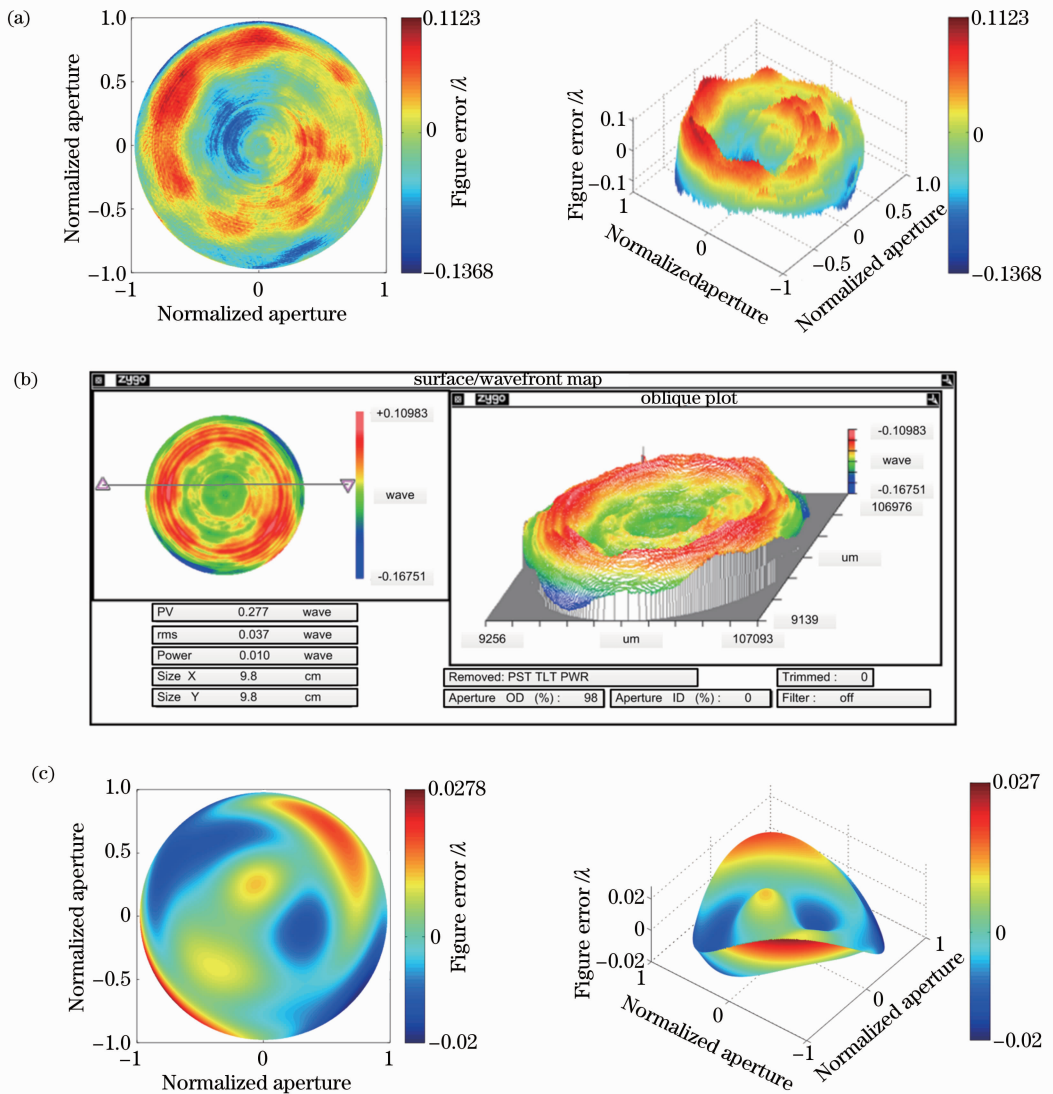 (a)
1.0
0.5
0
−0.5
−1.0
−1
0
1
Normalized aperture
Normalized aperture
0.1123
0
−0.1368
Figure error /λ
0.1
0
−0.1
Figure error /λ
1
0
−1
Normalizedaperture
−0.5
0
0.5
1.0
Normalized aperture
0.1123
0
−0.1368
(b)
zygo
surface/wavefront map
+0.10983
wave
-0.16751
zygo
oblique plot
-0.10983
wave
-0.16751
106976
um
9139
9256
um
107093
PV 0.277 wave
rms 0.037 wave
Power 0.010 wave
Size X 9.8 cm
Size Y 9.8 cm
Removed: PST TLT PWR
Trimmed : 0
Aperture OD (%) : 98
Aperture ID (%) : 0
Filter : off
(c)
1.0
0.5
0
−0.5
−1.0
−1
0
1
Normalized aperture
Normalized aperture
0.0278
0
−0.02
Figure error /λ
0.02
0
−0.02
Figure error /λ
1
0
−1
Normalized aperture
0
1
Normalized aperture
0.027
0
−0.02